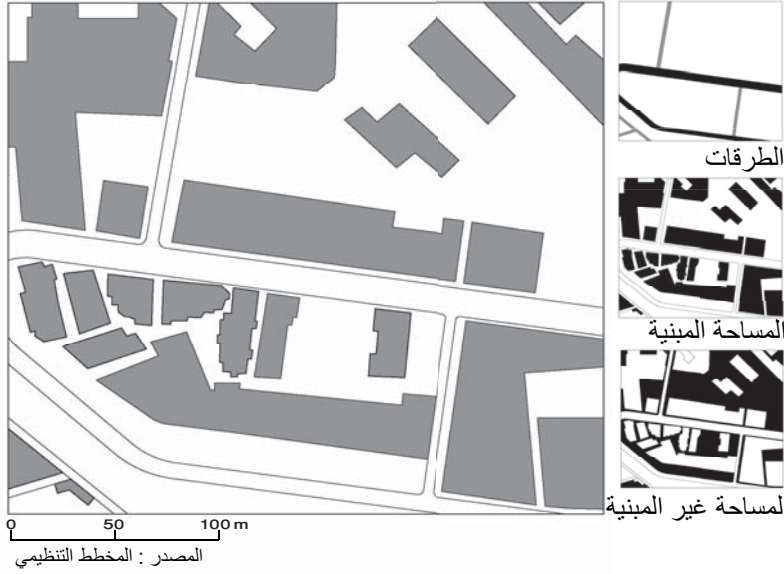 الطرقات
المساحة المبنية
لمساحة غير المبنية
0 50 100 m
المصدر : المخطط التنظيمي